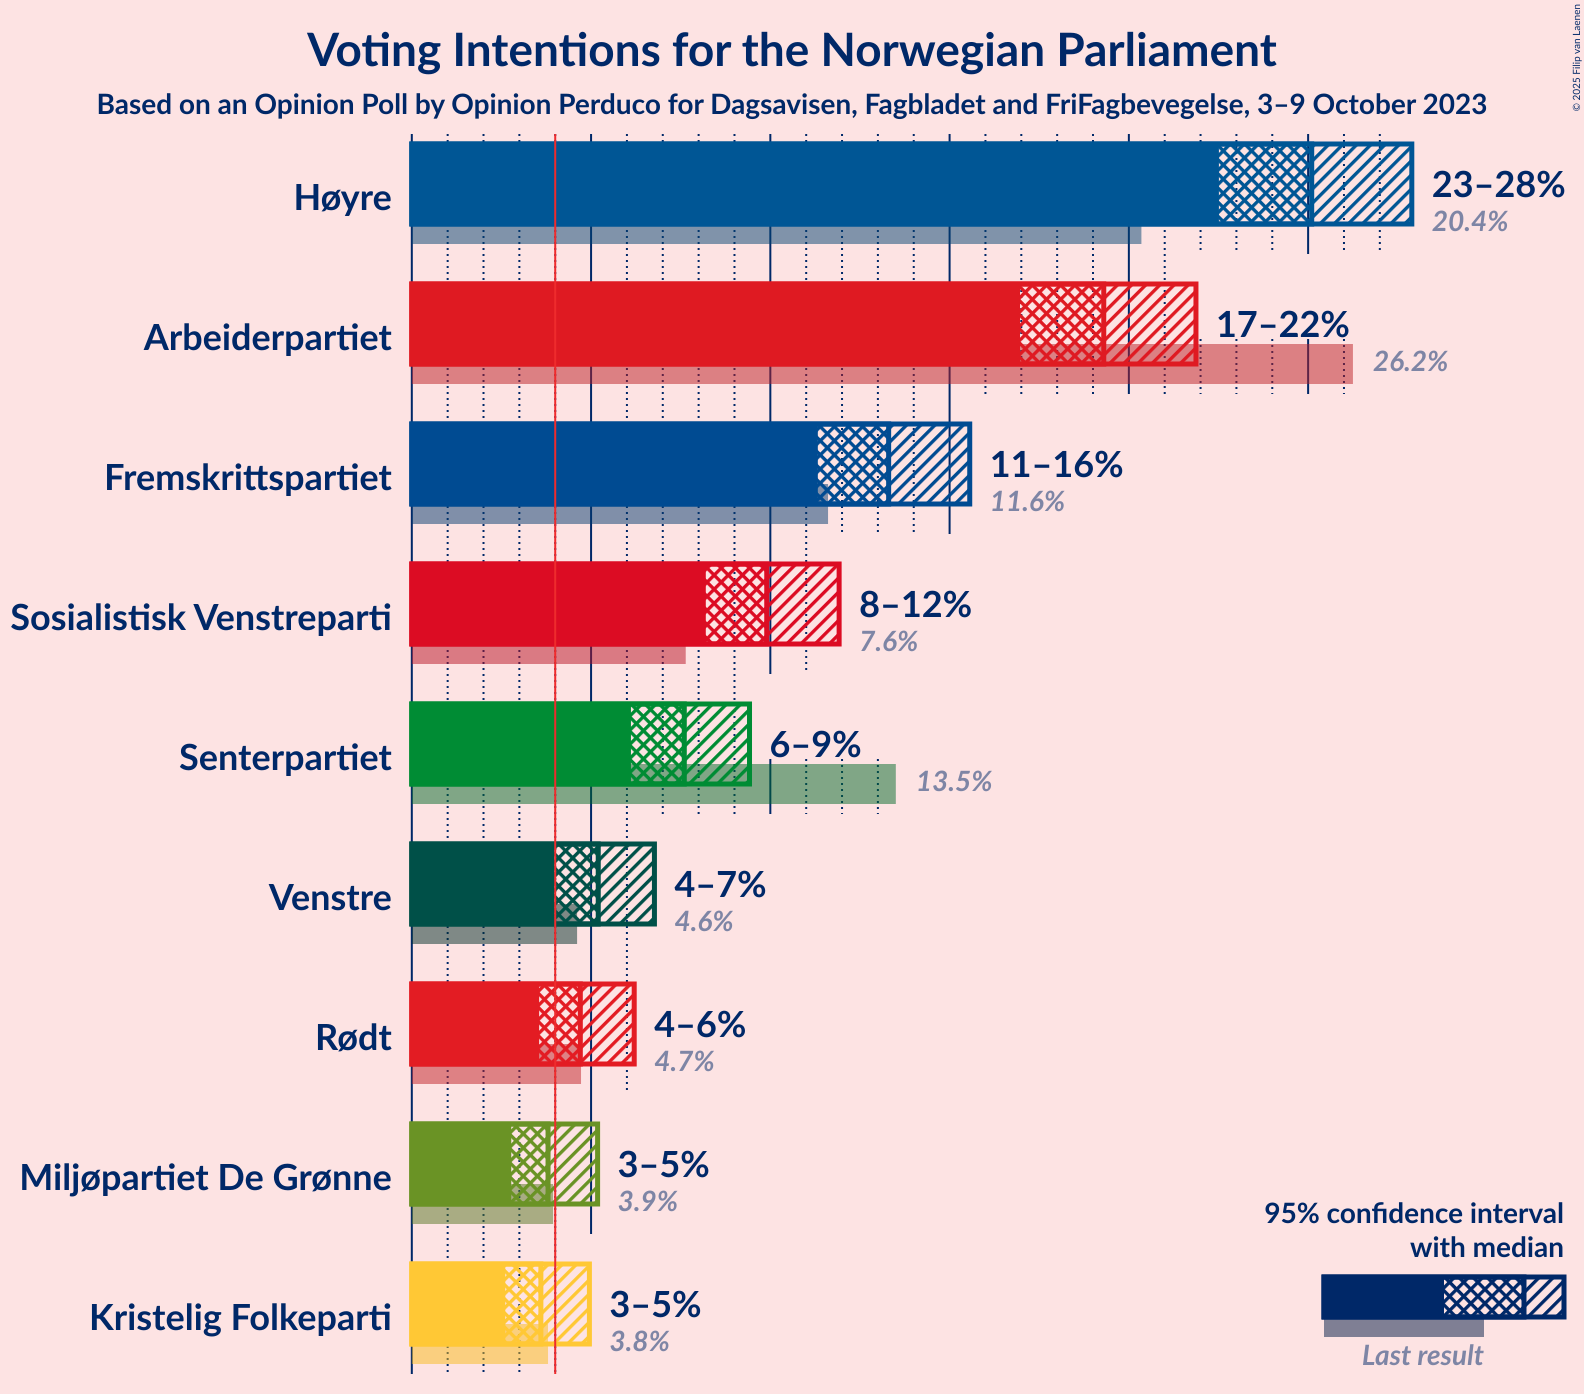 © 2025 Filip van Laenen
Voting Intentions for the Norwegian Parliament
Based on an Opinion Poll by Opinion Perduco for Dagsavisen, Fagbladet and FriFagbevegelse, 3–9 October 2023
Høyre
23–28%
20.4%
Arbeiderpartiet
17–22%
26.2%
Fremskrittspartiet
11–16%
11.6%
Sosialistisk Venstreparti
8–12%
7.6%
Senterpartiet
6–9%
13.5%
Venstre
4–7%
4.6%
Rødt
4–6%
4.7%
Miljøpartiet De Grønne
3–5%
3.9%
Kristelig Folkeparti
3–5%
3.8%
95% confidence interval
with median
Last result